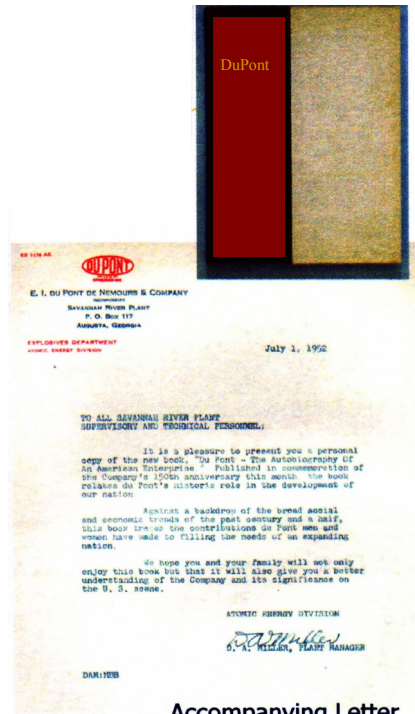 DuPont
DU PONT
E. I. DU PONT DE NEMOURS & COMPANY
INCORPORATED
SAVANNAH RIVER PLANT
P. O. BOX 117
AUGUSTA, GEORGIA
EXPLOSIVES DEPARTMENT
ATOMIC ENERGY DIVISION
July 1, 1952
TO ALL SAVANNAH RIVER PLANT
SUPERVISORY AND TECHNICAL PERSONNEL:
It is a pleasure to present you a personal
copy of the new book, "Du Pont - The Autobiography Of
An American Enterprise." Published in commemoration of
the Company's 150th anniversary this month the book
relates du Pont's historic role in the development of
our nation
Against a backdrop of the broad social
and economic trends of the past century and a half,
this book traces the contributions du Pont men and
women have made to filling the needs of an expanding
nation.
We hope you and your family will not only
enjoy this book but that it will also give you a better
understanding of the Company and its significance on
the U. S. scene.
ATOMIC ENERGY DIVISION
D. A. MILLER, PLANT MANAGER
Accompanying Letter